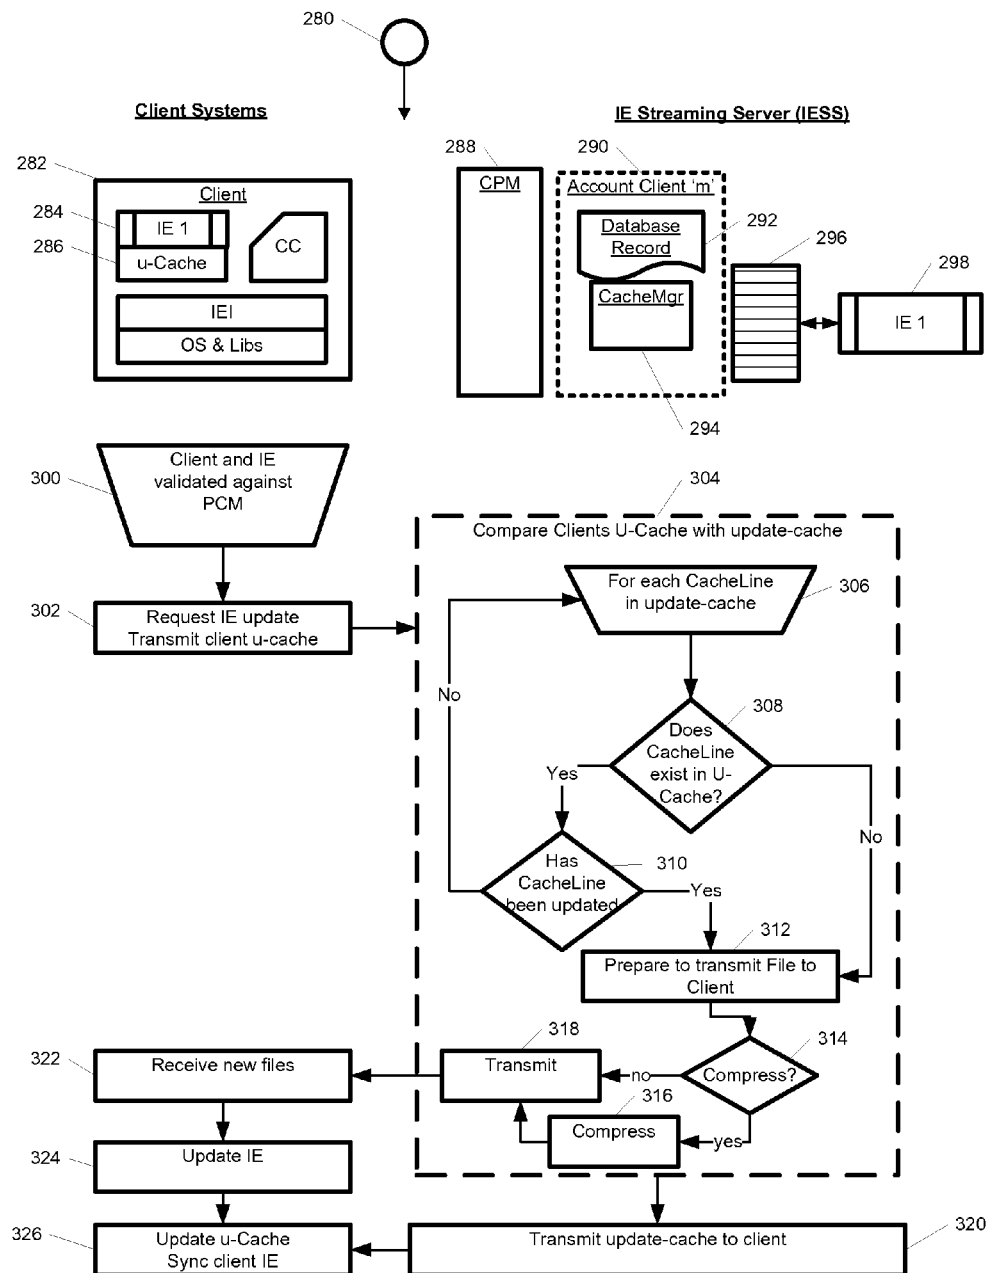 280
Client Systems
IE Streaming Server (IESS)
282
Client
284
IE 1
286
u-Cache
CC
IEI
OS & Libs
288
CPM
290
Account Client 'm'
Database
Record
292
CacheMgr
294
296
298
IE 1
300
Client and IE
validated against
PCM
302
Request IE update
Transmit client u-cache
304
Compare Clients U-Cache with update-cache
For each CacheLine
in update-cache
306
No
308
Does
CacheLine
exist in U-
Cache?
Yes
No
Has
CacheLine
been updated
310
Yes
312
Prepare to transmit File to
Client
314
Compress?
no
318
Transmit
316
Compress
yes
322
Receive new files
324
Update IE
326
Update u-Cache
Sync client IE
320
Transmit update-cache to client